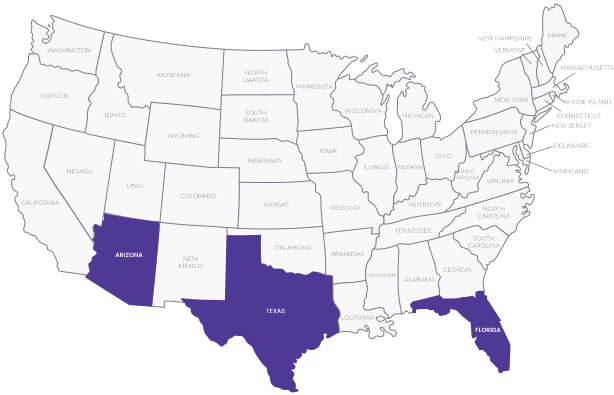 MAINE
NEW HAMPSHIRE
VERMONT
WASHINGTON
MASSACHUSETTS
MONTANA
NORTH
DAKOTA
MINNESOTA
OREGON
IDAHO
WISCONSIN
MICHIGAN
NEW YORK
RHODE ISLAND
SOUTH
DAKOTA
CONNECTICUT
NEW JERSEY
WYOMING
PENNSYLVANIA
DELAWARE
IOWA
OHIO
NEBRASKA
ILLINOIS
INDIANA
NEVADA
WEST
VIRGINIA
MARYLAND
UTAH
COLORADO
VIRGINIA
CALIFORNIA
KANSAS
MISSOURI
KENTUCKY
NORTH
CAROLINA
TENNESSEE
SOUTH
CAROLINA
OKLAHOMA
ARKANSAS
ARIZONA
NEW
MEXICO
GEORGIA
MISSISSIPPI
ALABAMA
TEXAS
LOUISIANA
FLORIDA